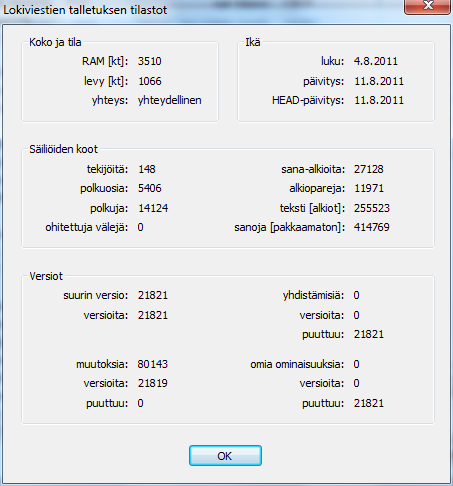 Lokiviestien talletuksen tilastot
Koko ja tila
RAM [kt]: 3510
levy [kt]: 1066
yhteys: yhteydellinen
Ikä
luku: 4.8.2011
päivitys: 11.8.2011
HEAD-päivitys: 11.8.2011
Säiliöiden koot
tekijöitä: 148
polkuosia: 5406
polkuja: 14124
ohitettuja välejä: 0
sana-alkioita: 27128
alkiopareja: 11971
teksti [alkiot]: 255523
sanoja [pakkaamaton]: 414769
Versiot
suurin versio: 21821
versioita: 21821
yhdistämisiä: 0
versioita: 0
puuttuu: 21821
muutoksia: 80143
versioita: 21819
puuttuu: 0
omia ominaisuuksia: 0
versioita: 0
puuttuu: 21821
OK